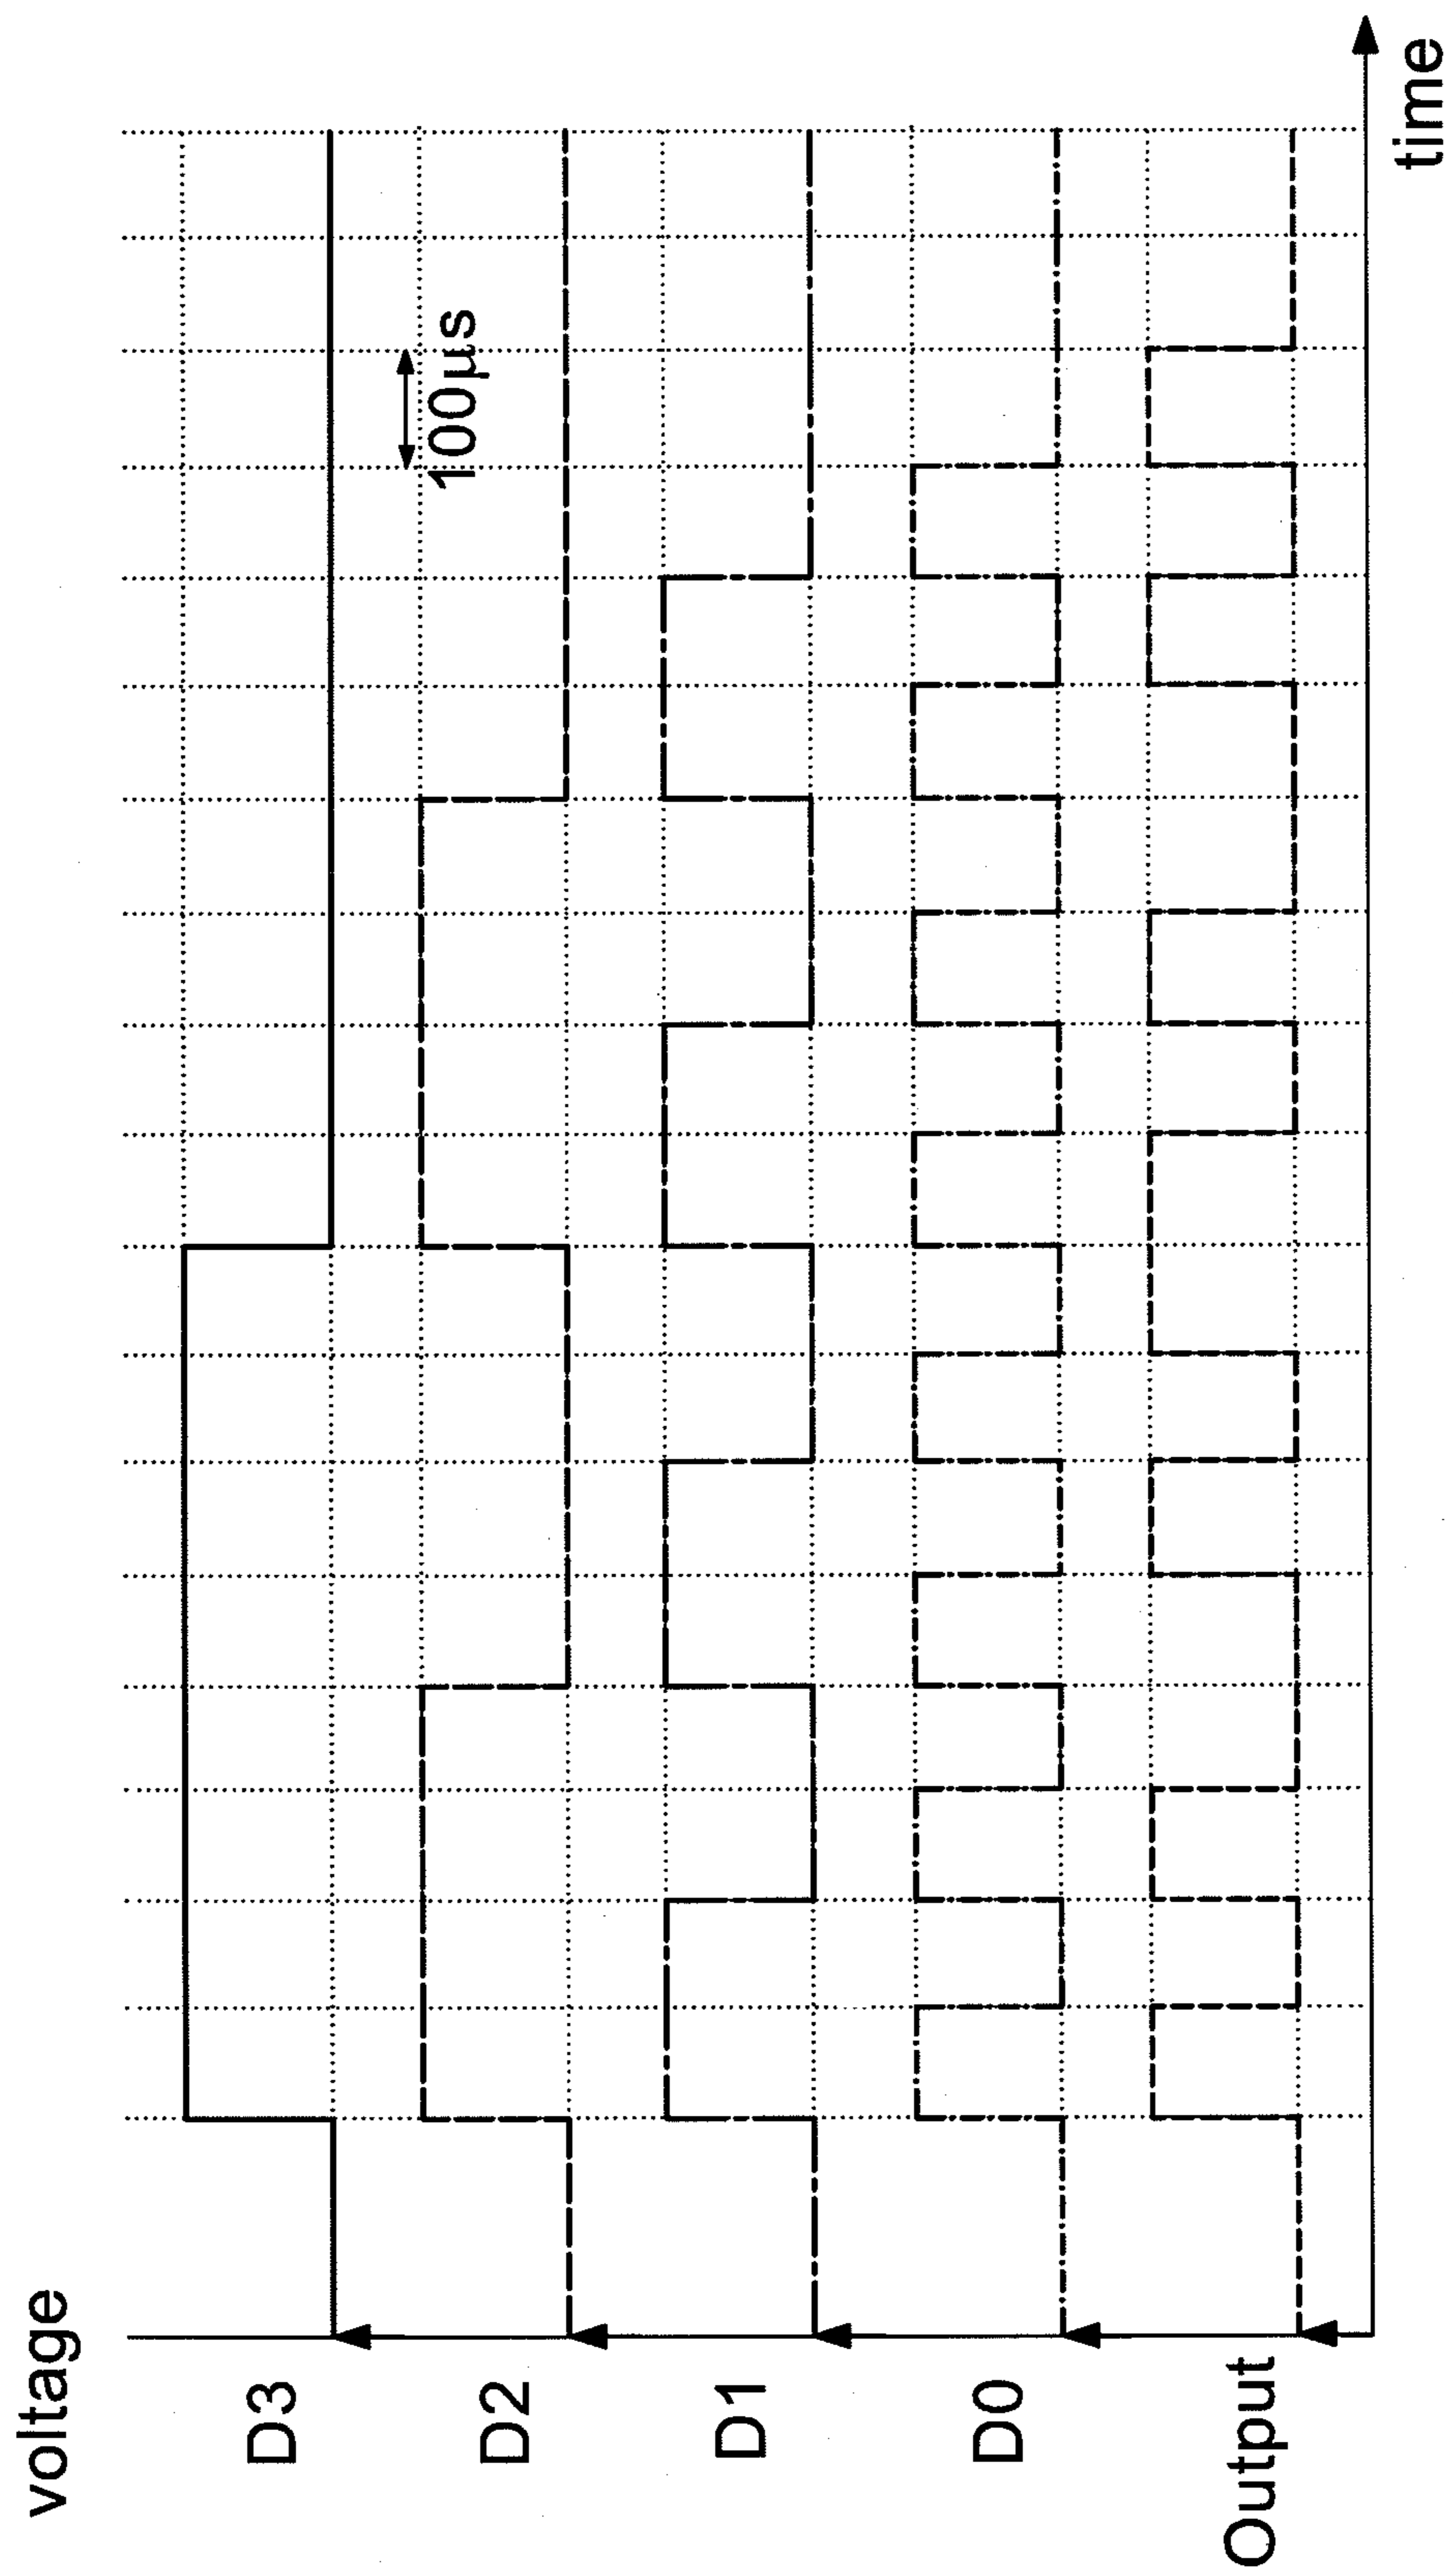 voltage
D3
D2
D1
D0
Output
100μs
time